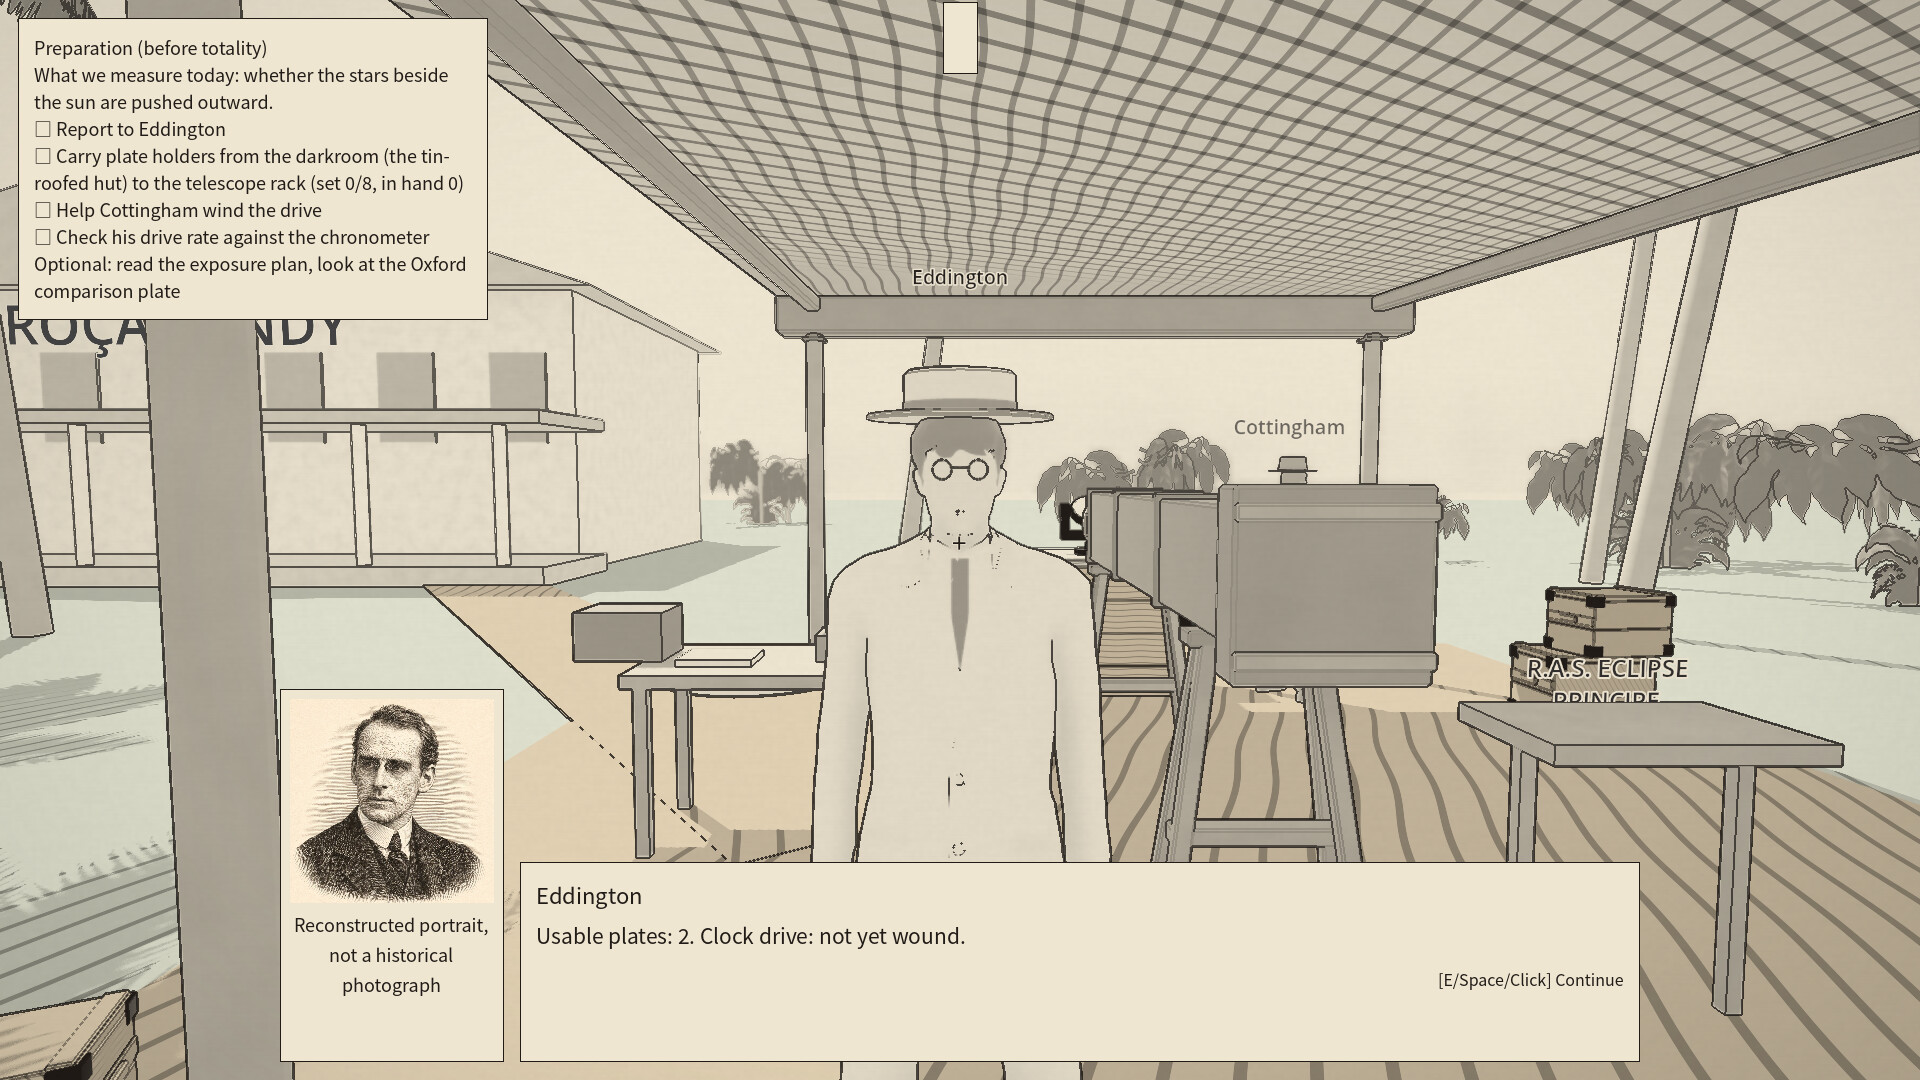 Preparation (before totality)
What we measure today: whether the stars beside
the sun are pushed outward.
☐ Report to Eddington
☐ Carry plate holders from the darkroom (the tin-
roofed hut) to the telescope rack (set 0/8, in hand 0)
☐ Help Cottingham wind the drive
☐ Check his drive rate against the chronometer
Optional: read the exposure plan, look at the Oxford
comparison plate
ROÇA
NDY
Eddington
Cottingham
R.A.S. ECLIPSE
PRINCIPE
Reconstructed portrait,
not a historical
photograph
Eddington
Usable plates: 2. Clock drive: not yet wound.
[E/Space/Click] Continue